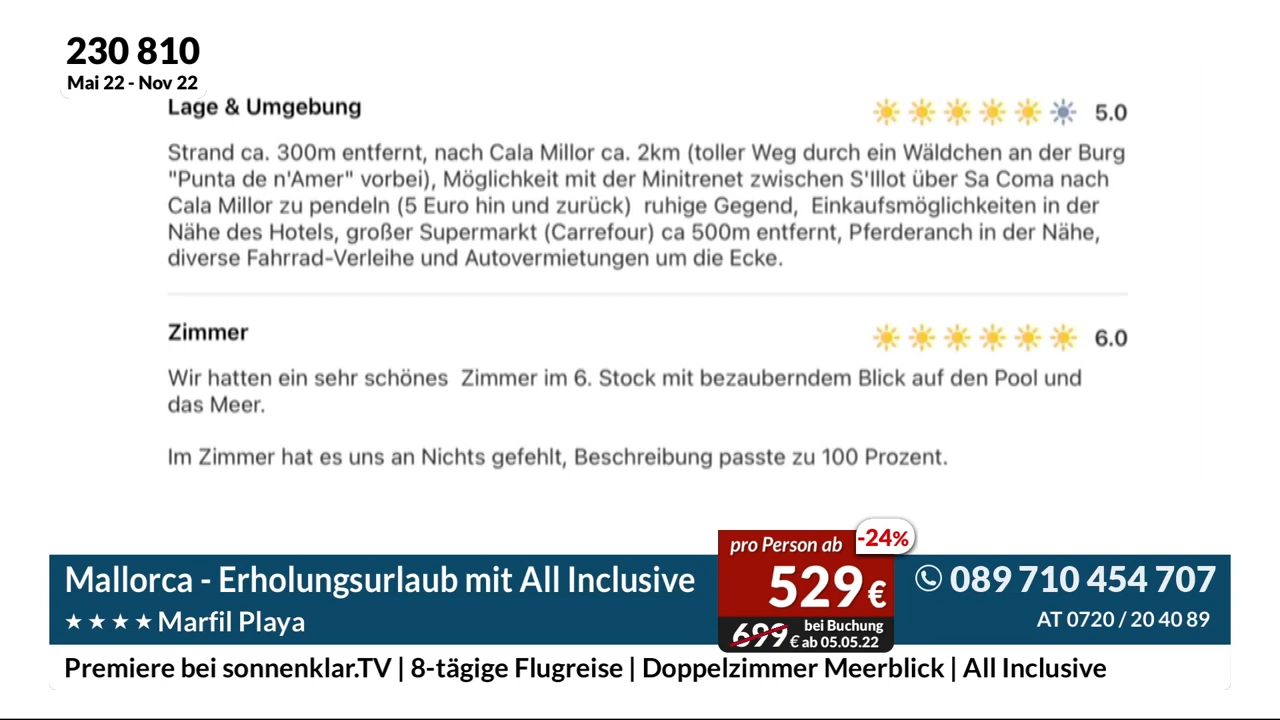 230 810
Mai 22 - Nov 22
Lage & Umgebung
5.0
Strand ca. 300m entfernt, nach Cala Millor ca. 2km (toller Weg durch ein Wäldchen an der Burg
"Punta de n'Amer" vorbei), Möglichkeit mit der Minitrenet zwischen S'Illot über Sa Coma nach
Cala Millor zu pendeln (5 Euro hin und zurück)  ruhige Gegend,  Einkaufsmöglichkeiten in der
Nähe des Hotels, großer Supermarkt (Carrefour) ca 500m entfernt, Pferderanch in der Nähe,
diverse Fahrrad-Verleihe und Autovermietungen um die Ecke.
Zimmer
6.0
Wir hatten ein sehr schönes  Zimmer im 6. Stock mit bezauberndem Blick auf den Pool und
das Meer.
Im Zimmer hat es uns an Nichts gefehlt, Beschreibung passte zu 100 Prozent.
Mallorca - Erholungsurlaub mit All Inclusive
★ ★ ★ ★ Marfil Playa
pro Person ab
-24%
529 €
699 €
bei Buchung
ab 05.05.22
089 710 454 707
AT 0720 / 20 40 89
Premiere bei sonnenklar.TV | 8-tägige Flugreise | Doppelzimmer Meerblick | All Inclusive